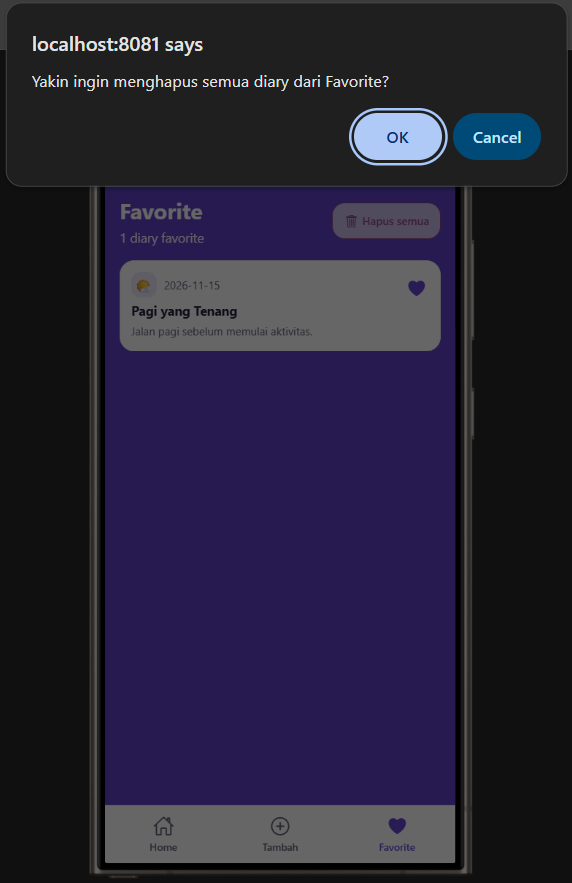 localhost:8081 says
Yakin ingin menghapus semua diary dari Favorite?
OK
Cancel
Favorite
Hapus semua
1 diary favorite
2026-11-15
Pagi yang Tenang
Jalan pagi sebelum memulai aktivitas.
Home
Tambah
Favorite